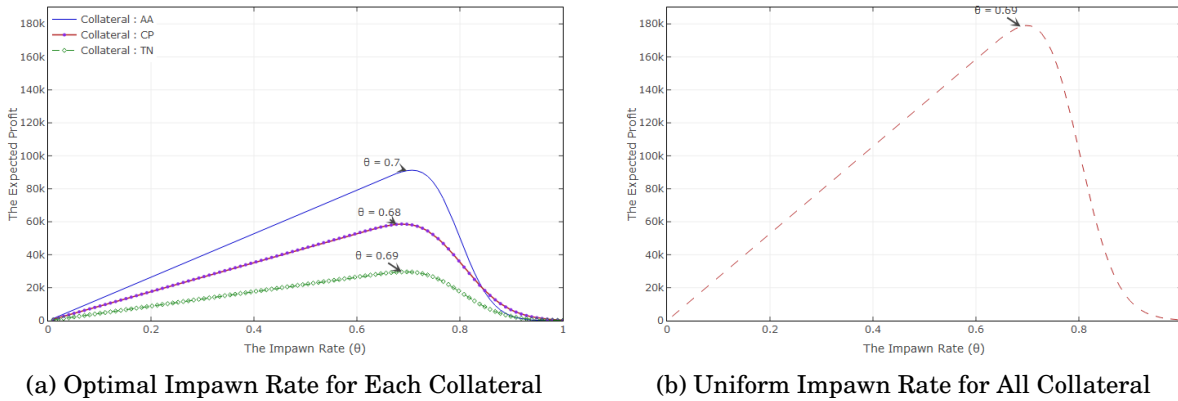 180k
160k
140k
120k
100k
80k
60k
40k
20k
0
The Expected Profit
Collateral : AA
Collateral : CP
Collateral : TN
θ = 0.7
θ = 0.68
θ = 0.69
0.2
0.4
0.6
0.8
1
The Impawn Rate (θ)
(a) Optimal Impawn Rate for Each Collateral
180k
160k
140k
120k
100k
80k
60k
40k
20k
0
The Expected Profit
θ = 0.69
0.2
0.4
0.6
0.8
The Impawn Rate (θ)
(b) Uniform Impawn Rate for All Collateral